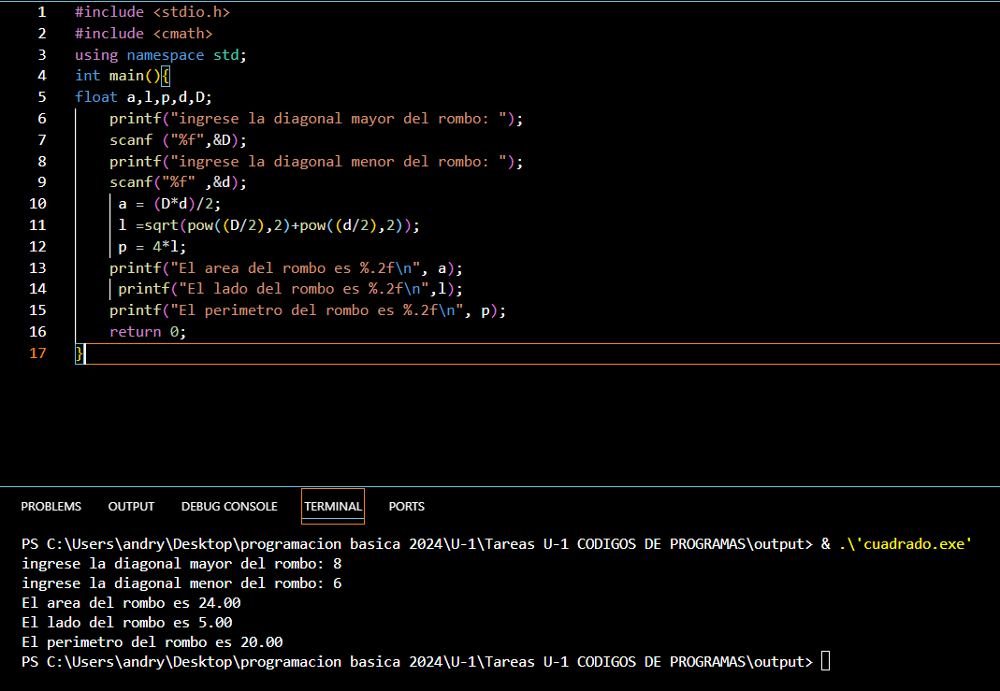 1 #include <stdio.h>
2 #include <cmath>
3 using namespace std;
4 int main(){
5 float a,l,p,d,D;
6 printf("ingrese la diagonal mayor del rombo: ");
7 scanf ("%f",&D);
8 printf("ingrese la diagonal menor del rombo: ");
9 scanf("%f" ,&d);
10 a = (D*d)/2;
11 l =sqrt(pow((D/2),2)+pow((d/2),2));
12 p = 4*l;
13 printf("El area del rombo es %.2f\n", a);
14 printf("El lado del rombo es %.2f\n",l);
15 printf("El perimetro del rombo es %.2f\n", p);
16 return 0;
17 }
PROBLEMS OUTPUT DEBUG CONSOLE TERMINAL PORTS
PS C:\Users\andry\Desktop\programacion basica 2024\U-1\Tareas U-1 CODIGOS DE PROGRAMAS\output> & .\'cuadrado.exe'
ingrese la diagonal mayor del rombo: 8
ingrese la diagonal menor del rombo: 6
El area del rombo es 24.00
El lado del rombo es 5.00
El perimetro del rombo es 20.00
PS C:\Users\andry\Desktop\programacion basica 2024\U-1\Tareas U-1 CODIGOS DE PROGRAMAS\output>